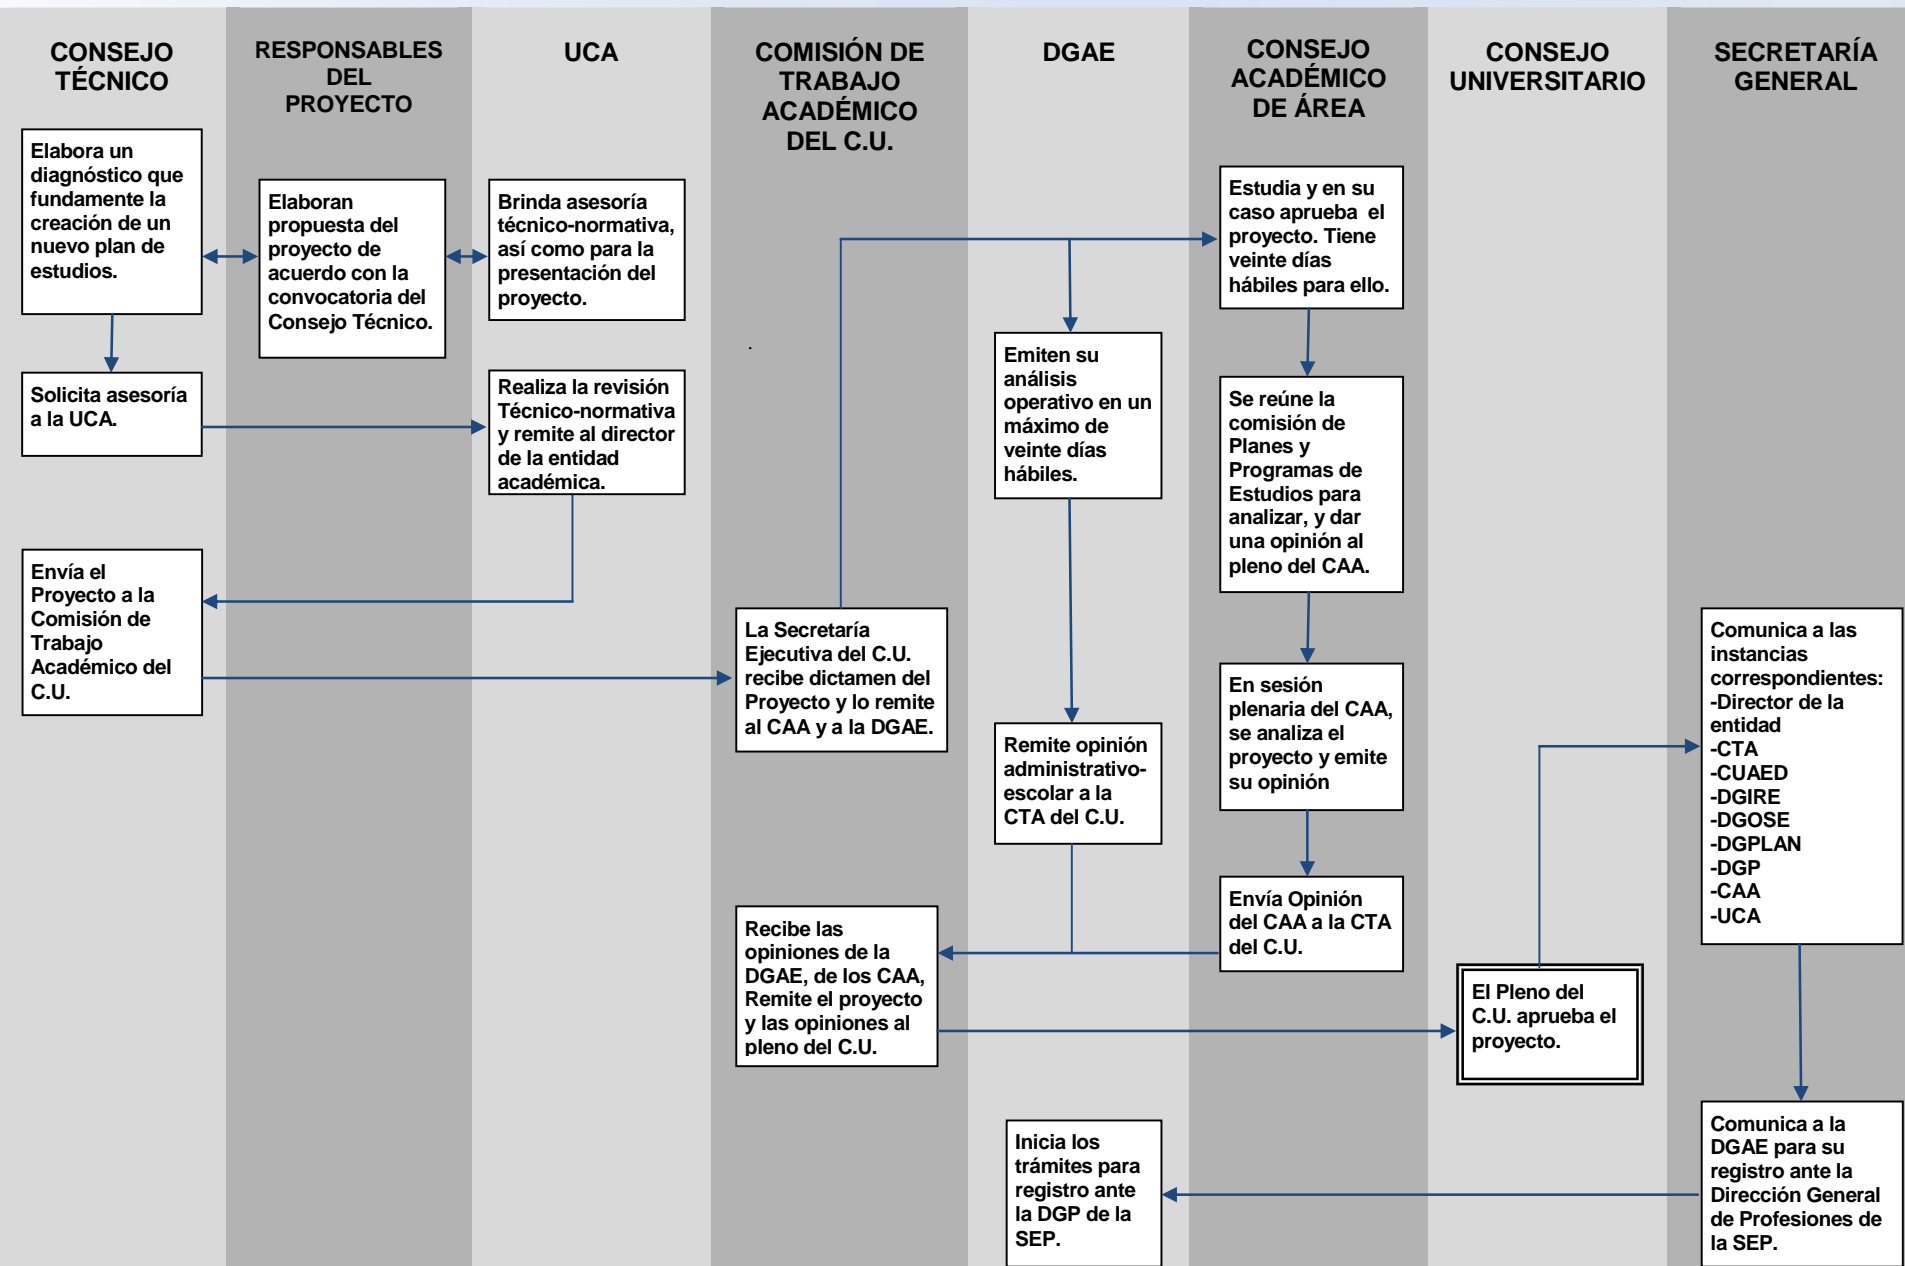 CONSEJO
TÉCNICO
RESPONSABLES
DEL
PROYECTO
UCA
COMISIÓN DE
TRABAJO
ACADÉMICO
DEL C.U.
DGAE
CONSEJO
ACADÉMICO
DE ÁREA
CONSEJO
UNIVERSITARIO
SECRETARÍA
GENERAL
Elabora un
diagnóstico que
fundamente la
creación de un
nuevo plan de
estudios.
Elaboran
propuesta del
proyecto de
acuerdo con la
convocatoria del
Consejo Técnico.
Brinda asesoría
técnico-normativa,
así como para la
presentación del
proyecto.
Estudia y en su
caso aprueba el
proyecto. Tiene
veinte días
hábiles para ello.
Solicita asesoría
a la UCA.
Realiza la revisión
Técnico-normativa
y remite al director
de la entidad
académica.
Emiten su
análisis
operativo en un
máximo de
veinte días
hábiles.
Se reúne la
comisión de
Planes y
Programas de
Estudios para
analizar, y dar
una opinión al
pleno del CAA.
Envía el
Proyecto a la
Comisión de
Trabajo
Académico del
C.U.
La Secretaría
Ejecutiva del C.U.
recibe dictamen del
Proyecto y lo remite
al CAA y a la DGAE.
Remite opinión
administrativo-
escolar a la
CTA del C.U.
En sesión
plenaria del CAA,
se analiza el
proyecto y emite
su opinión
Comunica a las
instancias
correspondientes:
-Director de la
entidad
-CTA
-CUAED
-DGIRE
-DGOSE
-DGPLAN
-DGP
-CAA
-UCA
Envía Opinión
del CAA a la CTA
del C.U.
Recibe las
opiniones de la
DGAE, de los CAA,
Remite el proyecto
y las opiniones al
pleno del C.U.
El Pleno del
C.U. aprueba el
proyecto.
Inicia los
trámites para
registro ante
la DGP de la
SEP.
Comunica a la
DGAE para su
registro ante la
Dirección General
de Profesiones de
la SEP.